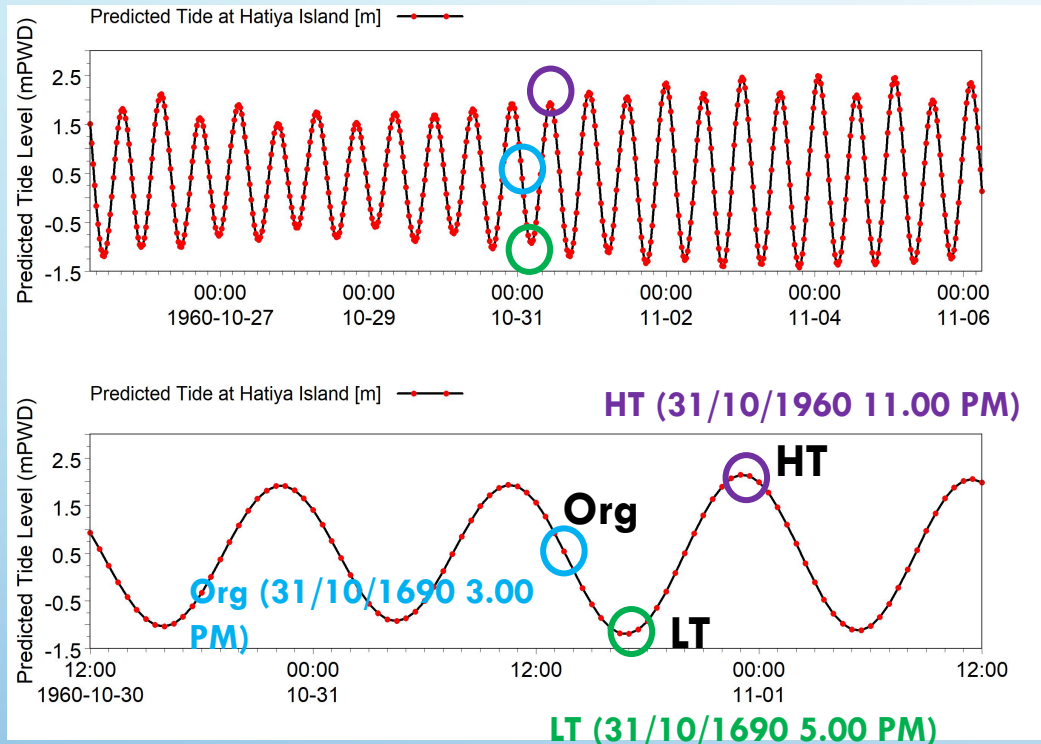 Predicted Tide at Hatiya Island [m]
Predicted Tide Level (mPWD)
2.5
1.5
0.5
-0.5
-1.5
00:00 00:00 00:00 00:00 00:00 00:00
1960-10-27 10-29 10-31 11-02 11-04 11-06
Predicted Tide at Hatiya Island [m]
HT (31/10/1960 11.00 PM)
Predicted Tide Level (mPWD)
2.5
1.5
0.5
-0.5
-1.5
HT
Org
Org (31/10/1690 3.00
PM)
LT
12:00 00:00 12:00 00:00 12:00
1960-10-30 10-31 11-01
LT (31/10/1690 5.00 PM)